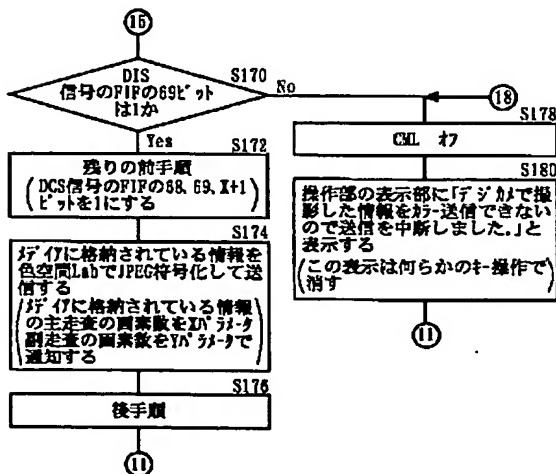 15
DIS
信号のFIFの69ビット
は1か
S170
No
Yes
S172
残りの前手順
(DCS信号のFIFの68、69、X+1
ビットを1にする)
S174
メディアに格納されている情報を
色空間LabでJPEG符号化して送
信する
(メディアに格納されている情報
の主走査の画素数をXパラメータ
副走査の画素数をYパラメータで
通知する)
S176
後手順
11
18
S178
CML オフ
S180
操作部の表示部に「デジカメで撮
影した情報をカラー送信できない
ので送信を中断しました。」と
表示する
(この表示は何らかのキー操作で
消す)
11